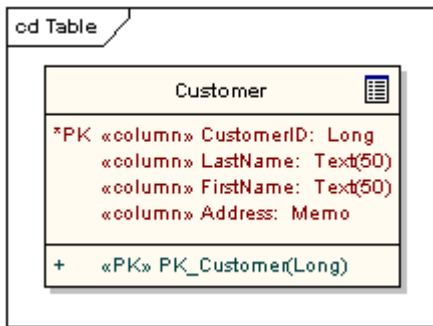 cd Table
Customer
*PK «column» CustomerID: Long
«column» LastName: Text(50)
«column» FirstName: Text(50)
«column» Address: Memo
+ «PK» PK_Customer(Long)